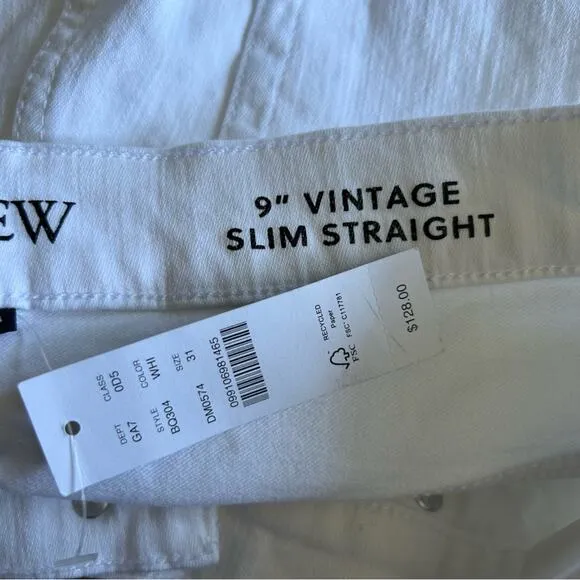 EW
9" VINTAGE
SLIM STRAIGHT
DEPT CLASS
GA7 0D5
STYLE COLOR
BQ304 WHI
SIZE
31
DM0574
099106981465
RECYCLED
Paper
FSC C117781
FSC
$128.00